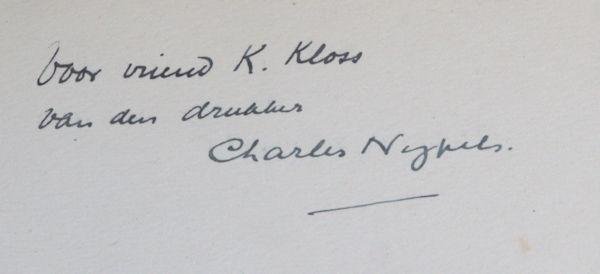 Voor vriend K. Kloss
van den drukker
Charles Nypels.